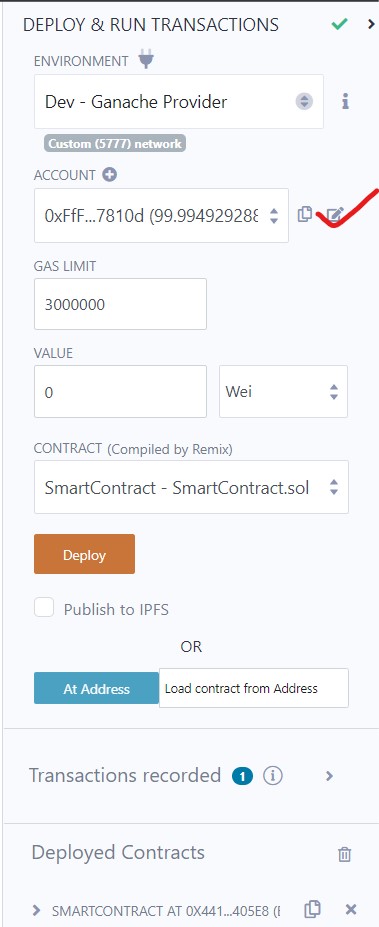 DEPLOY & RUN TRANSACTIONS
ENVIRONMENT
Dev - Ganache Provider
Custom (5777) network
ACCOUNT
0xFfF...7810d (99.994929288
GAS LIMIT
3000000
VALUE
0
Wei
CONTRACT (Compiled by Remix)
SmartContract - SmartContract.sol
Deploy
Publish to IPFS
OR
At Address
Load contract from Address
Transactions recorded 1
Deployed Contracts
SMARTCONTRACT AT 0X441...405E8 (